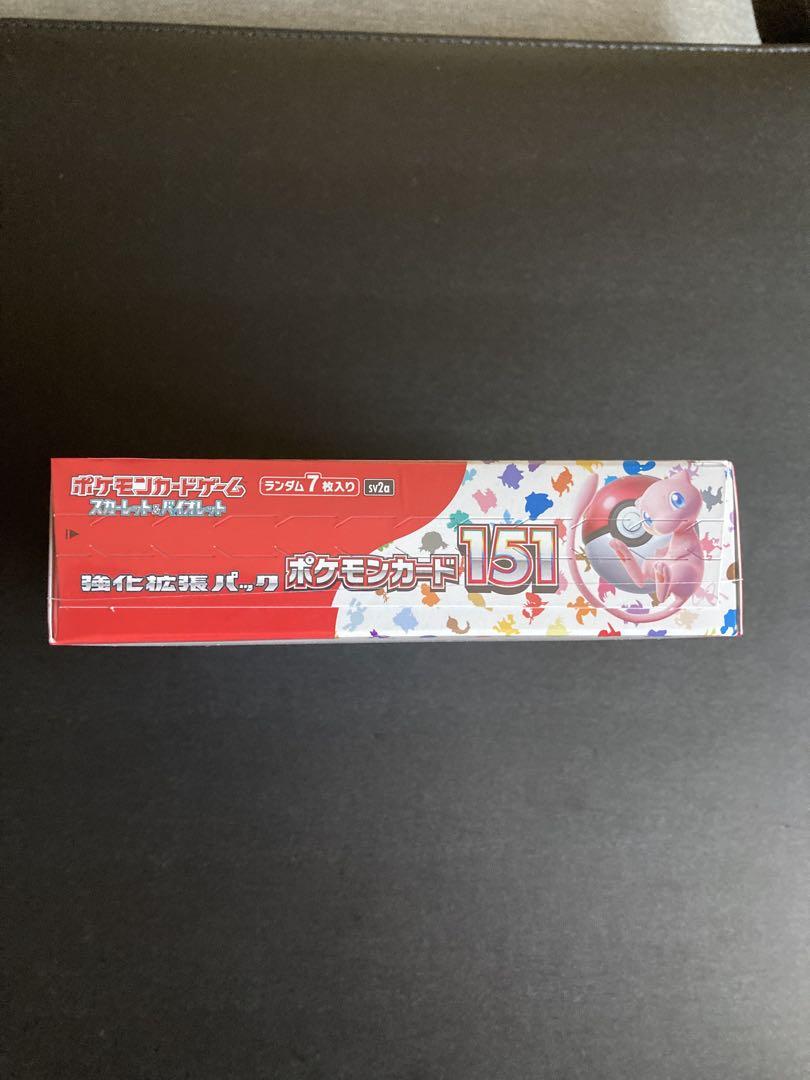 ポケモンカードゲーム
スカーレット&バイオレット
ランダム7枚入り
sv2a
強化拡張パック
ポケモンカード151